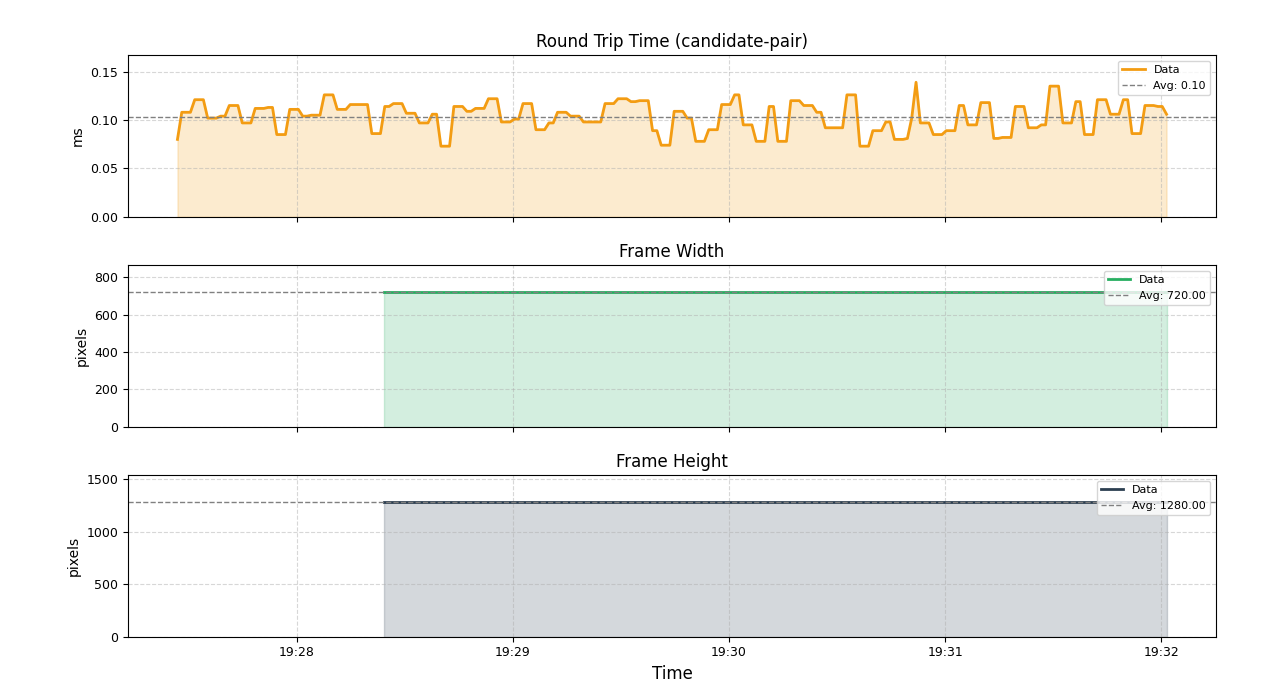 Round Trip Time (candidate-pair)
0.15
0.10
0.05
0.00
ms
Data
Avg: 0.10
Frame Width
800
600
400
200
0
pixels
Data
Avg: 720.00
Frame Height
1500
1000
500
0
pixels
Data
Avg: 1280.00
19:28 19:29 19:30 19:31 19:32
Time